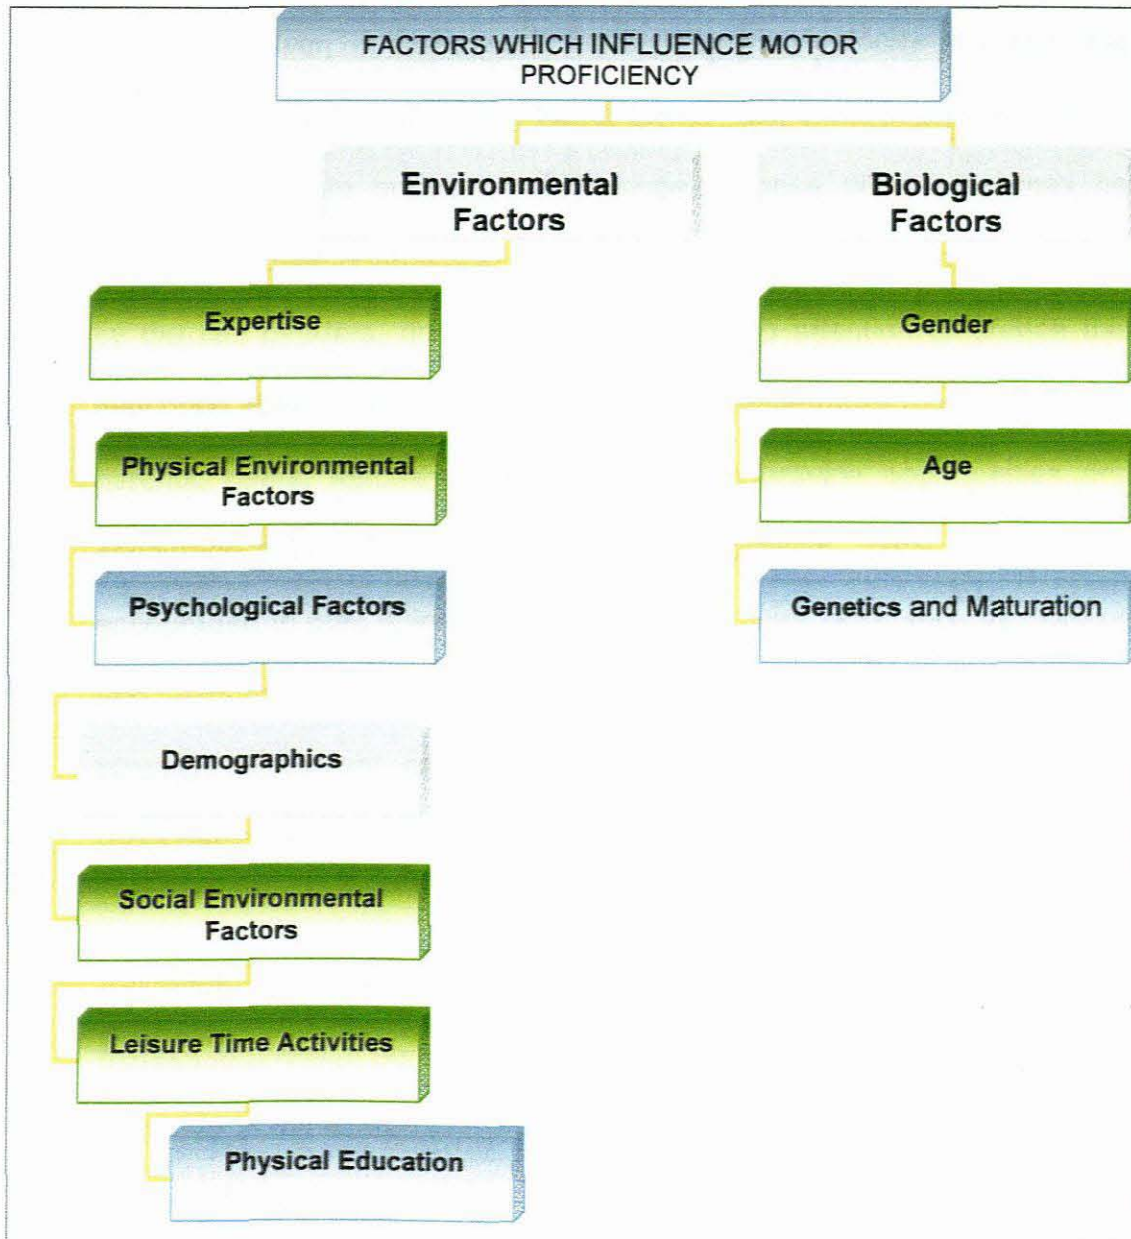 FACTORS WHICH INFLUENCE MOTOR
PROFICIENCY
Environmental
Factors
Biological
Factors
Expertise
Gender
Physical Environmental
Factors
Age
Psychological Factors
Genetics and Maturation
Demographics
Social Environmental
Factors
Leisure Time Activities
Physical Education